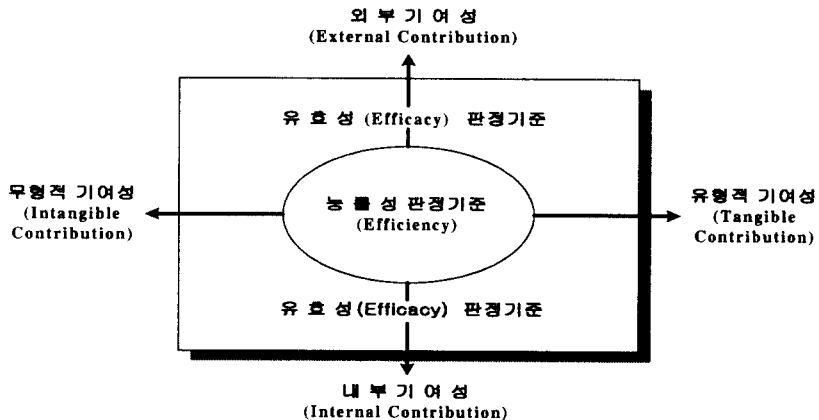 외 부 기 여 성
(External Contribution)
유 효 성 (Efficacy) 판정기준
무형적 기여성
(Intangible
Contribution)
능 률 성 판정기준
(Efficiency)
유형적 기여성
(Tangible
Contribution)
유 효 성 (Efficacy) 판정기준
내 부 기 여 성
(Internal Contribution)